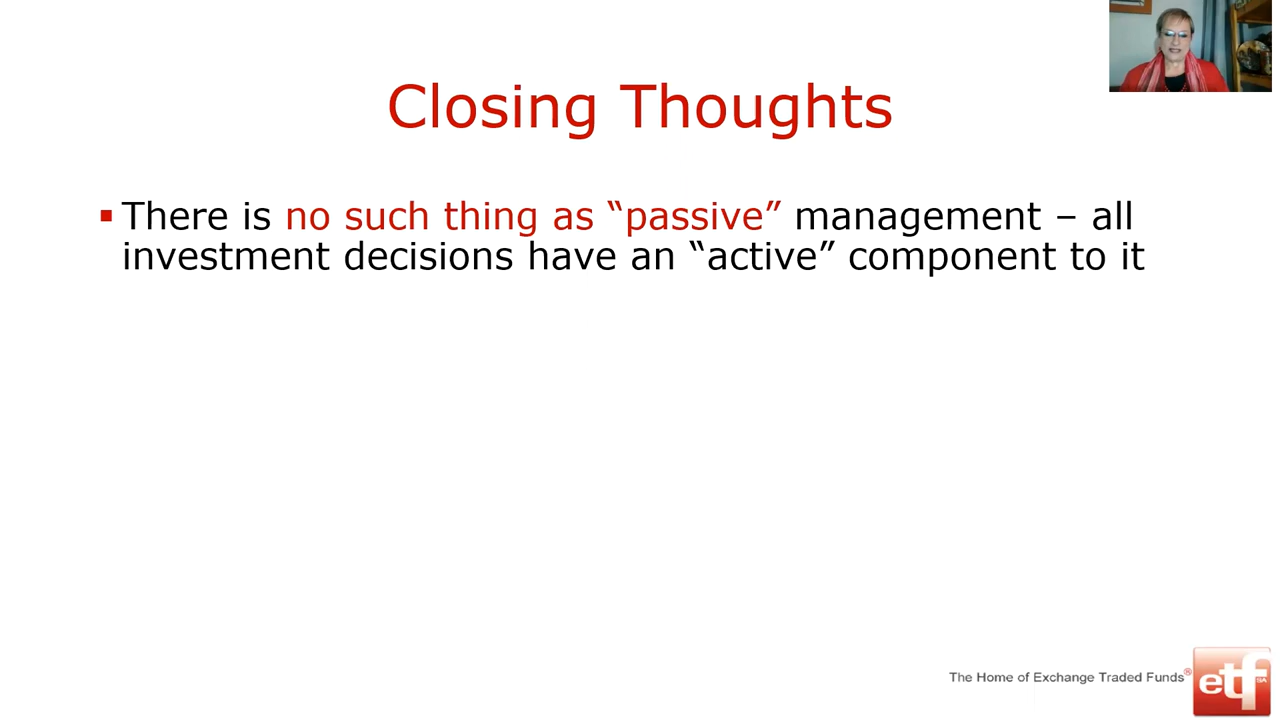 Closing Thoughts
▪ There is no such thing as “passive” management – all
investment decisions have an “active” component to it
The Home of Exchange Traded Funds®
etfSA